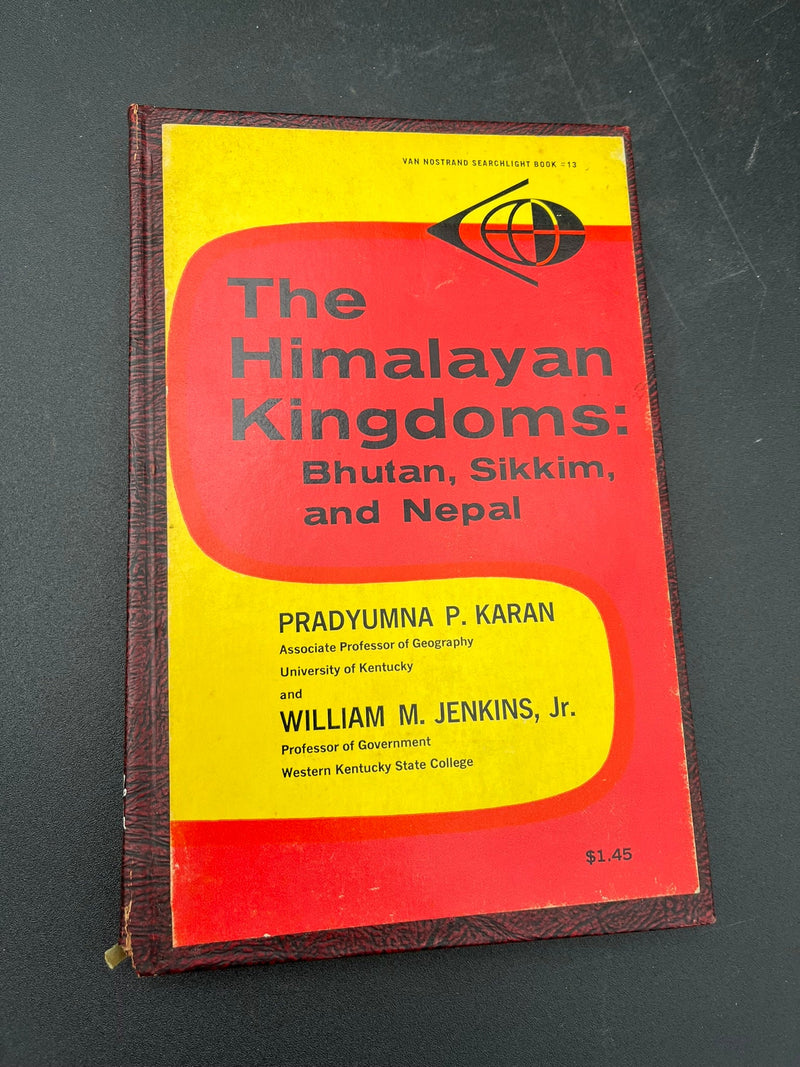 VAN NOSTRAND SEARCHLIGHT BOOK #13
The
Himalayan
Kingdoms:
Bhutan, Sikkim,
and Nepal
PRADYUMNA P. KARAN
Associate Professor of Geography
University of Kentucky
and
WILLIAM M. JENKINS, Jr.
Professor of Government
Western Kentucky State College
$1.45